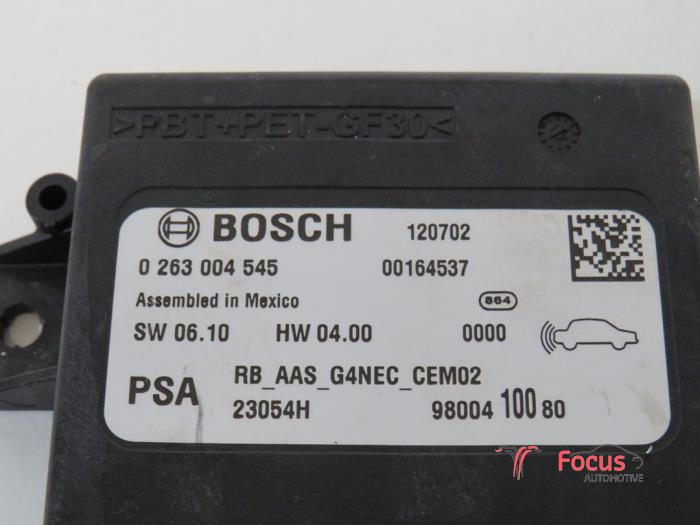 >PBT+PET-GF30<
BOSCH 120702
0 263 004 545 00164537
Assembled in Mexico 864
SW 06.10 HW 04.00 0000
PSA RB_AAS_G4NEC_CEM02
23054H 98004 100 80
Focus
AUTOMOTIVE